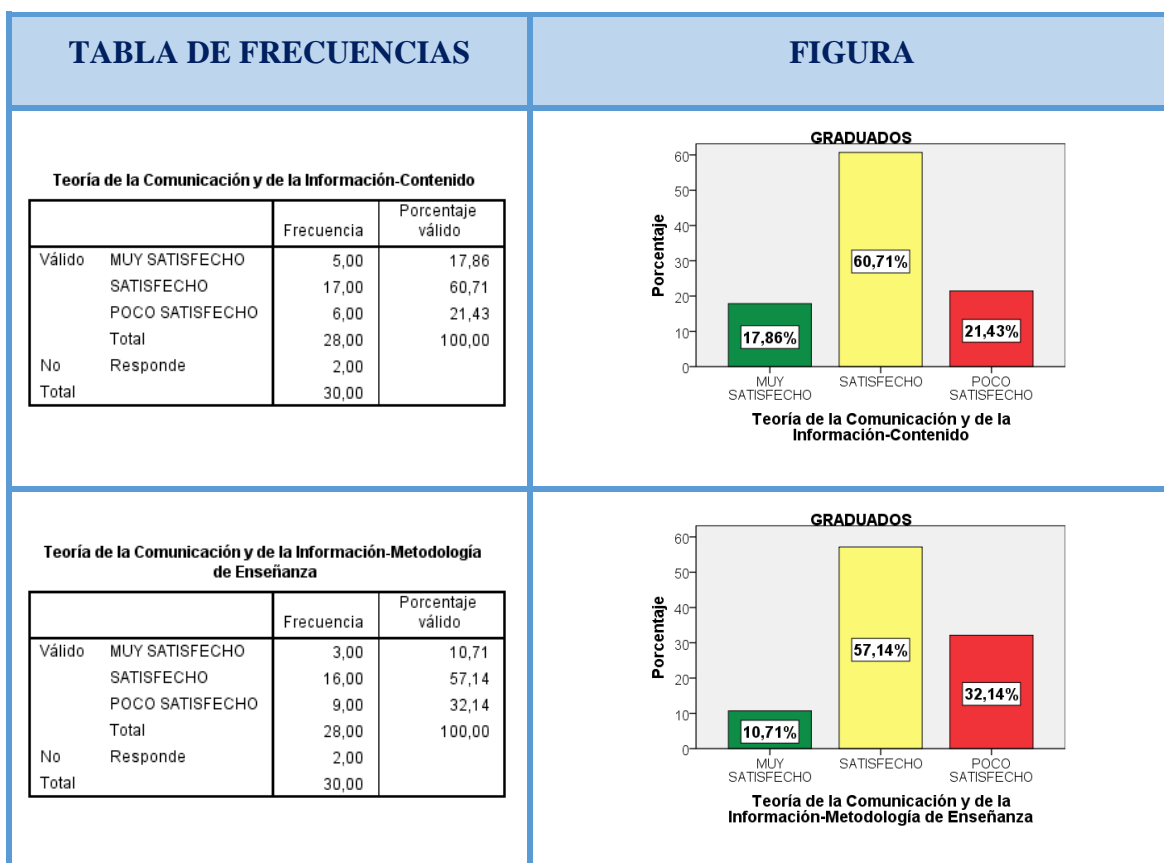 TABLA DE FRECUENCIAS
FIGURA
Teoría de la Comunicación y de la Información-Contenido
Frecuencia Porcentaje
válido
Válido MUY SATISFECHO 5,00 17,86
SATISFECHO 17,00 60,71
POCO SATISFECHO 6,00 21,43
Total 28,00 100,00
No Responde 2,00
Total 30,00
GRADUADOS
Porcentaje
60
50
40
30
20
10
0
17,86%
60,71%
21,43%
MUY
SATISFECHO
SATISFECHO
POCO
SATISFECHO
Teoría de la Comunicación y de la
Información-Contenido
Teoría de la Comunicación y de la Información-Metodología
de Enseñanza
Frecuencia Porcentaje
válido
Válido MUY SATISFECHO 3,00 10,71
SATISFECHO 16,00 57,14
POCO SATISFECHO 9,00 32,14
Total 28,00 100,00
No Responde 2,00
Total 30,00
GRADUADOS
Porcentaje
60
50
40
30
20
10
0
10,71%
57,14%
32,14%
MUY
SATISFECHO
SATISFECHO
POCO
SATISFECHO
Teoría de la Comunicación y de la
Información-Metodología de Enseñanza